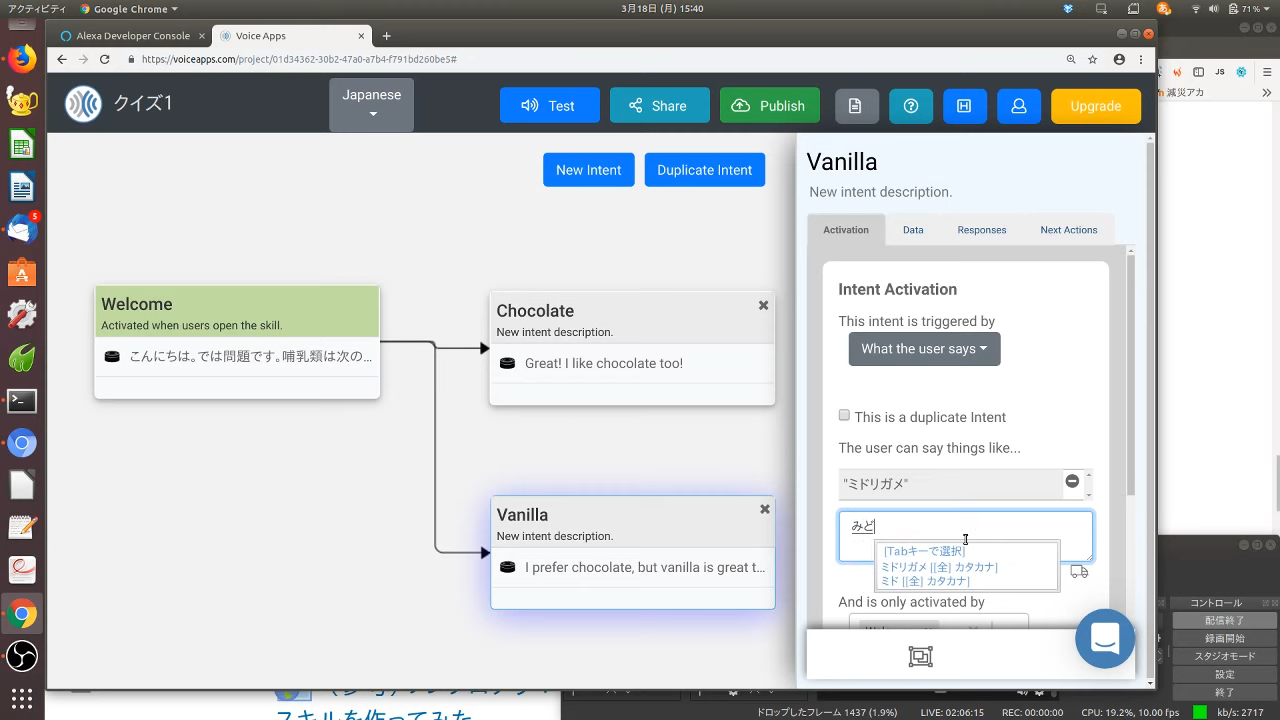 アクティビティ
Google Chrome
3月18日 (月) 15:40
71%
Alexa Developer Console
Voice Apps
https://voiceapps.com/project/01d34362-30b2-47a0-a7b4-f791bd260be5#
JS
減災アカ
クイズ1
Japanese
Test
Share
Publish
Upgrade
New Intent
Duplicate Intent
Welcome
Activated when users open the skill.
こんにちは。では問題です。哺乳類は次の...
Chocolate
New intent description.
Great! I like chocolate too!
Vanilla
New intent description.
I prefer chocolate, but vanilla is great t...
Vanilla
New intent description.
Activation
Data
Responses
Next Actions
Intent Activation
This intent is triggered by
What the user says
This is a duplicate Intent
The user can say things like...
"ミドリガメ"
みど
[Tabキーで選択]
ミドリガメ [[全] カタカナ]
ミド [[全] カタカナ]
And is only activated by
5
コントロール
配信終了
録画開始
スタジオモード
設定
終了
スキルを作ってみた
ドロップしたフレーム 1437 (1.9%)
LIVE: 02:06:15
REC: 00:00:00
CPU: 19.2%, 10.00 fps
kb/s: 2717